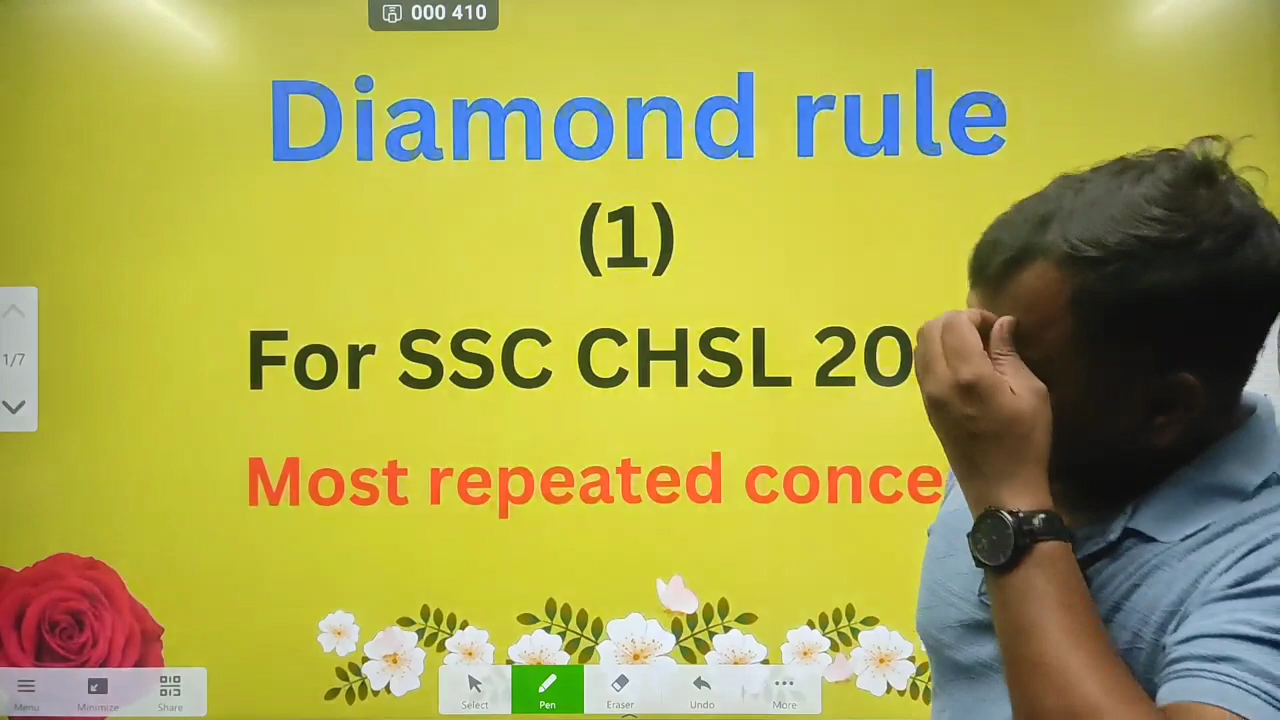 000 410
Diamond rule
(1)
For SSC CHSL 20
Most repeated conce
1/7
Menu
Minimize
Share
Select
Pen
Eraser
Undo
More